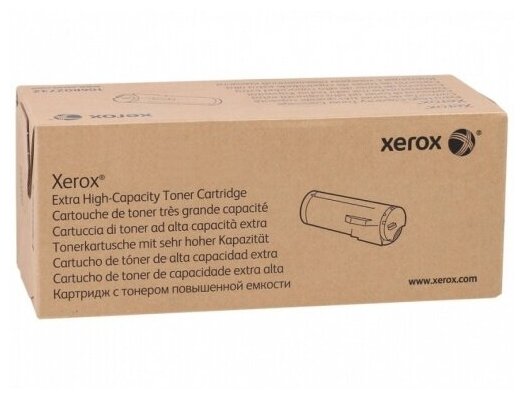 xerox
Xerox®
Extra High-Capacity Toner Cartridge
Cartouche de toner très grande capacité
Cartuccia di toner ad alta capacità extra
Tonerkartusche mit sehr hoher Kapazität
Cartucho de tóner de alta capacidad extra
Cartucho de toner de capacidade extra alta
Картридж с тонером повышенной емкости
www.xerox.com